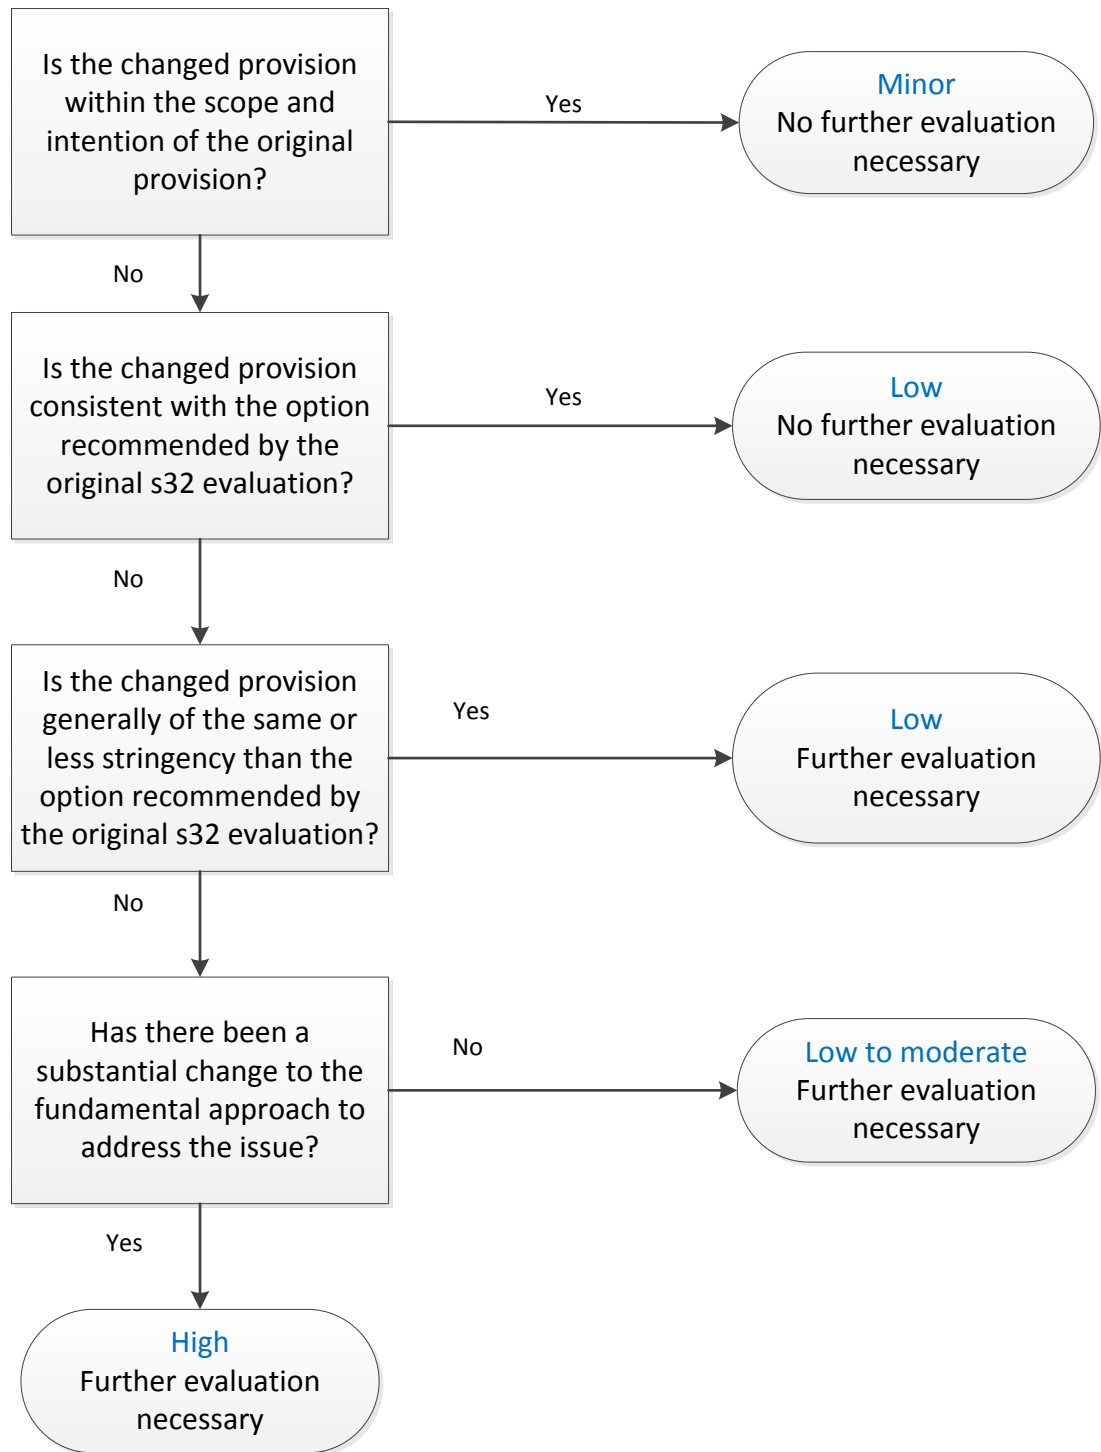 Is the changed provision
within the scope and
intention of the original
provision?
Yes
Minor
No further evaluation
necessary
No
Is the changed provision
consistent with the option
recommended by the
original s32 evaluation?
Yes
Low
No further evaluation
necessary
No
Is the changed provision
generally of the same or
less stringency than the
option recommended by
the original s32 evaluation?
Yes
Low
Further evaluation
necessary
No
Has there been a
substantial change to the
fundamental approach to
address the issue?
No
Low to moderate
Further evaluation
necessary
Yes
High
Further evaluation
necessary